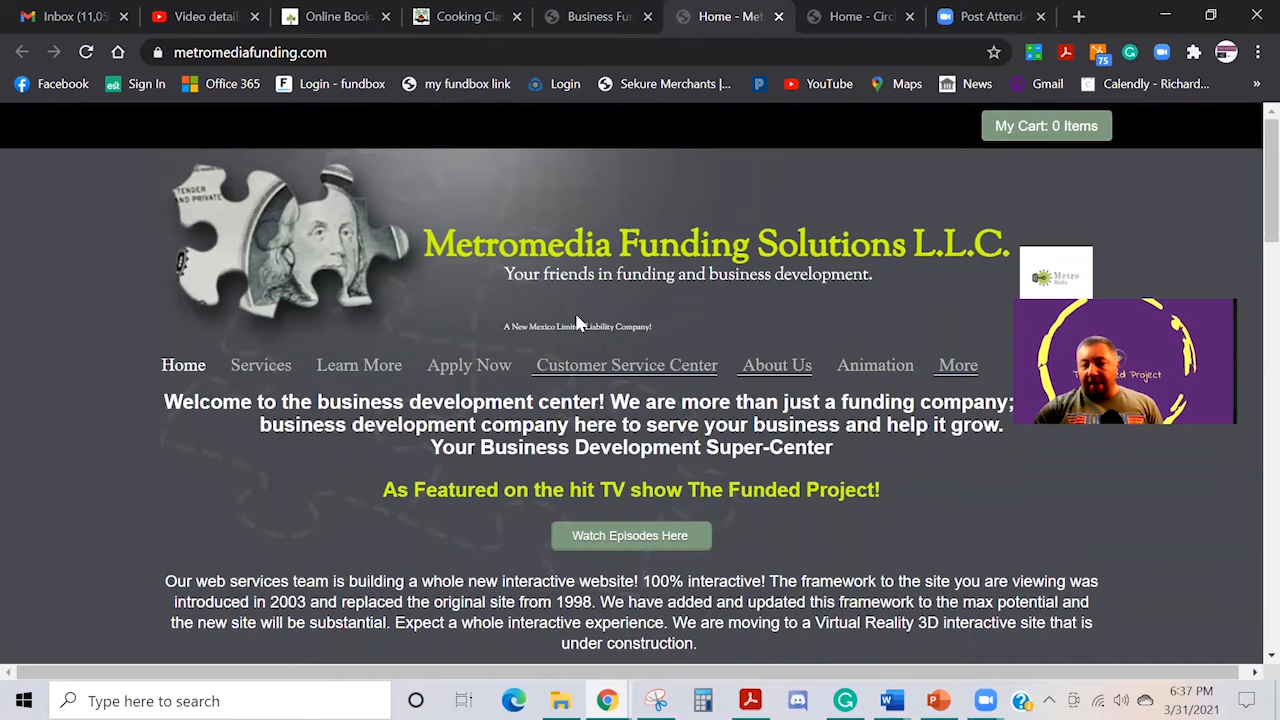 Inbox (11,05
Video detail
Online Book
Cooking Cla
Business Fu
Home - Met
Home - Circl
Post Attende
metromediafunding.com
75
Facebook
est Sign In
Office 365
F Login - fundbox
my fundbox link
Login
Sekure Merchants |...
YouTube
Maps
News
Gmail
Calendly - Richard...
»
My Cart: 0 Items
TENDER
AND PRIVATE
Metromedia Funding Solutions L.L.C.
Your friends in funding and business development.
Metro
Media
A New Mexico Limited Liability Company!
Home
Services
Learn More
Apply Now
Customer Service Center
About Us
Animation
More
Welcome to the business development center! We are more than just a funding company;
business development company here to serve your business and help it grow.
Your Business Development Super-Center
As Featured on the hit TV show The Funded Project!
Watch Episodes Here
Our web services team is building a whole new interactive website! 100% interactive! The framework to the site you are viewing was
introduced in 2003 and replaced the original site from 1998. We have added and updated this framework to the max potential and
the new site will be substantial. Expect a whole interactive experience. We are moving to a Virtual Reality 3D interactive site that is
under construction.
Type here to search
6:37 PM
3/31/2021